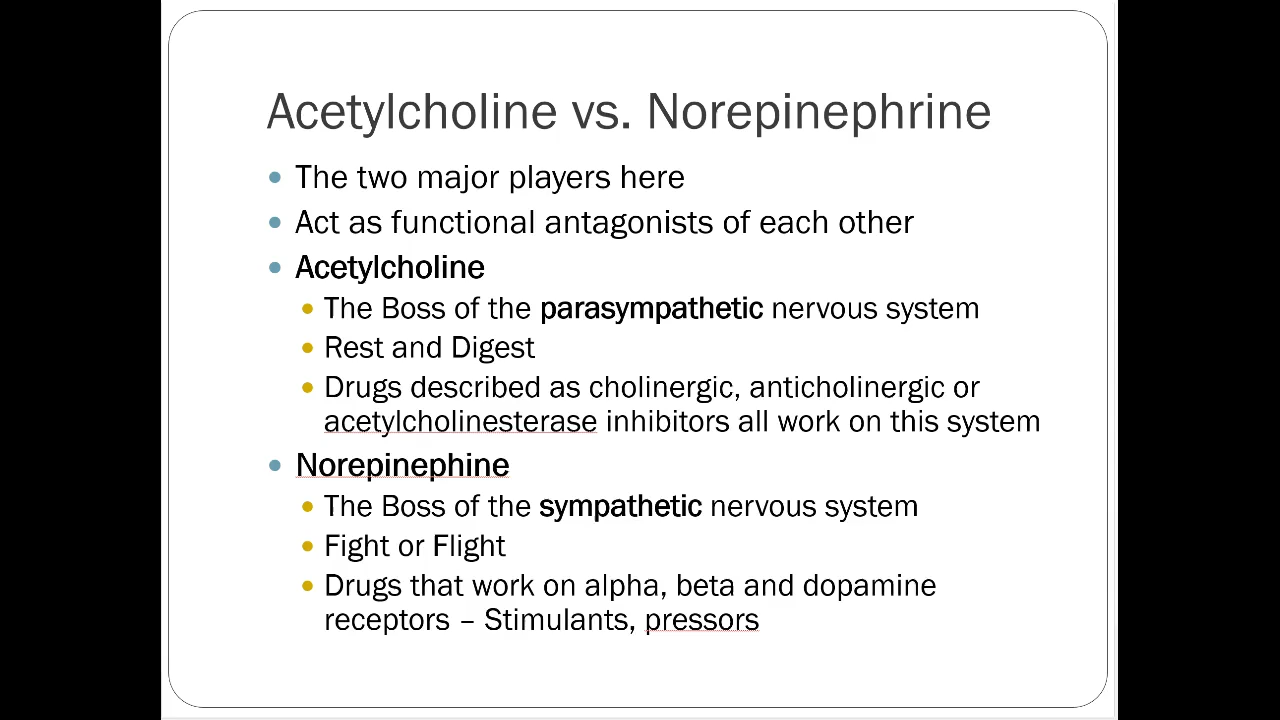 Acetylcholine vs. Norepinephrine
The two major players here
Act as functional antagonists of each other
Acetylcholine
The Boss of the parasympathetic nervous system
Rest and Digest
Drugs described as cholinergic, anticholinergic or
acetylcholinesterase inhibitors all work on this system
Norepinephine
The Boss of the sympathetic nervous system
Fight or Flight
Drugs that work on alpha, beta and dopamine
receptors – Stimulants, pressors